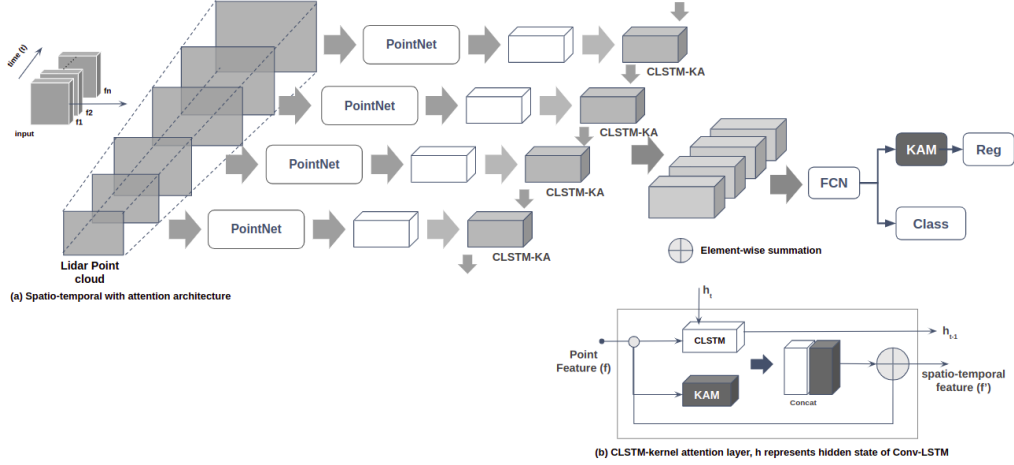 time (t)
fn
f2
f1
input
PointNet
CLSTM-KA
PointNet
CLSTM-KA
PointNet
CLSTM-KA
PointNet
CLSTM-KA
FCN
KAM
Reg
Class
Element-wise summation
Lidar Point
cloud
(a) Spatio-temporal with attention architecture
h_t
CLSTM
h_t-1
Point
Feature (f)
KAM
Concat
spatio-temporal
feature (f')
(b) CLSTM-kernel attention layer, h represents hidden state of Conv-LSTM